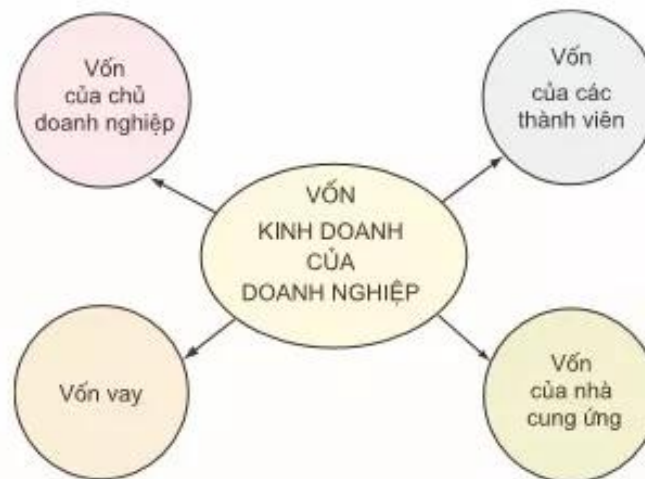 Vốn
của chủ
doanh nghiệp
Vốn
của các
thành viên
VỐN
KINH DOANH
CỦA
DOANH NGHIỆP
Vốn vay
Vốn
của nhà
cung ứng